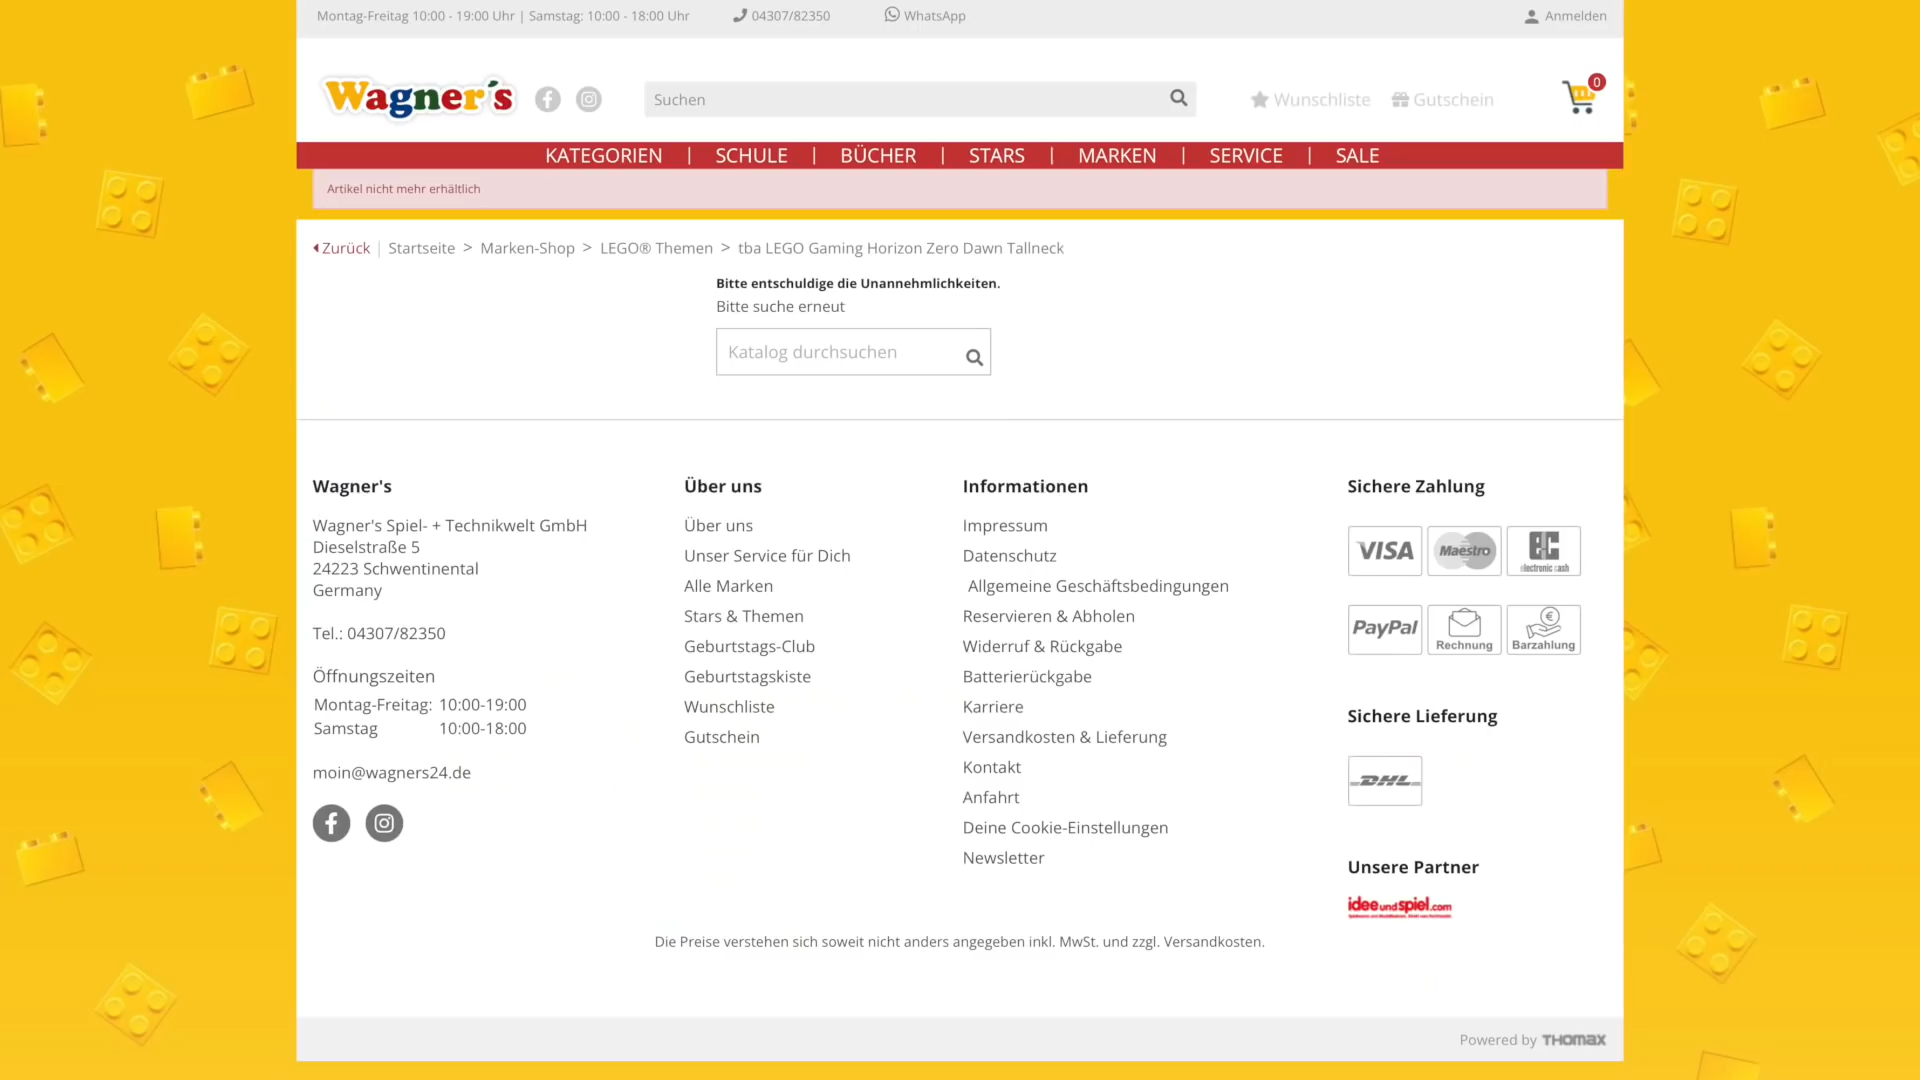 Montag-Freitag 10:00 - 19:00 Uhr | Samstag: 10:00 - 18:00 Uhr
04307/82350
WhatsApp
Anmelden
Wagner's
Suchen
Wunschliste
Gutschein
0
KATEGORIEN | SCHULE | BÜCHER | STARS | MARKEN | SERVICE | SALE
Artikel nicht mehr erhältlich
Zurück | Startseite > Marken-Shop > LEGO® Themen > tba LEGO Gaming Horizon Zero Dawn Tallneck
Bitte entschuldige die Unannehmlichkeiten.
Bitte suche erneut
Katalog durchsuchen
Wagner's
Wagner's Spiel- + Technikwelt GmbH
Dieselstraße 5
24223 Schwentinental
Germany
Tel.: 04307/82350
Öffnungszeiten
Montag-Freitag: 10:00-19:00
Samstag 10:00-18:00
moin@wagners24.de
Über uns
Über uns
Unser Service für Dich
Alle Marken
Stars & Themen
Geburtstags-Club
Geburtstagskiste
Wunschliste
Gutschein
Informationen
Impressum
Datenschutz
Allgemeine Geschäftsbedingungen
Reservieren & Abholen
Widerruf & Rückgabe
Batterierückgabe
Karriere
Versandkosten & Lieferung
Kontakt
Anfahrt
Deine Cookie-Einstellungen
Newsletter
Sichere Zahlung
VISA
Maestro
EC
electronic cash
PayPal
Rechnung
Barzahlung
Sichere Lieferung
DHL
Unsere Partner
idee und spiel.com
Die Preise verstehen sich soweit nicht anders angegeben inkl. MwSt. und zzgl. Versandkosten.
Powered by THOMAX